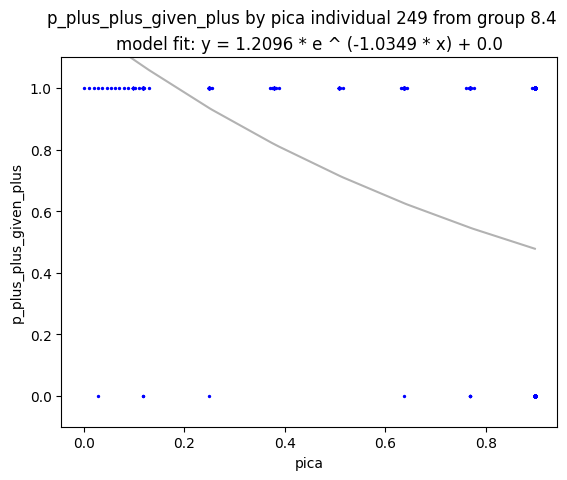 p_plus_plus_given_plus by pica individual 249 from group 8.4
model fit: y = 1.2096 * e ^ (-1.0349 * x) + 0.0
p_plus_plus_given_plus
1.0
0.8
0.6
0.4
0.2
0.0
0.0 0.2 0.4 0.6 0.8
pica